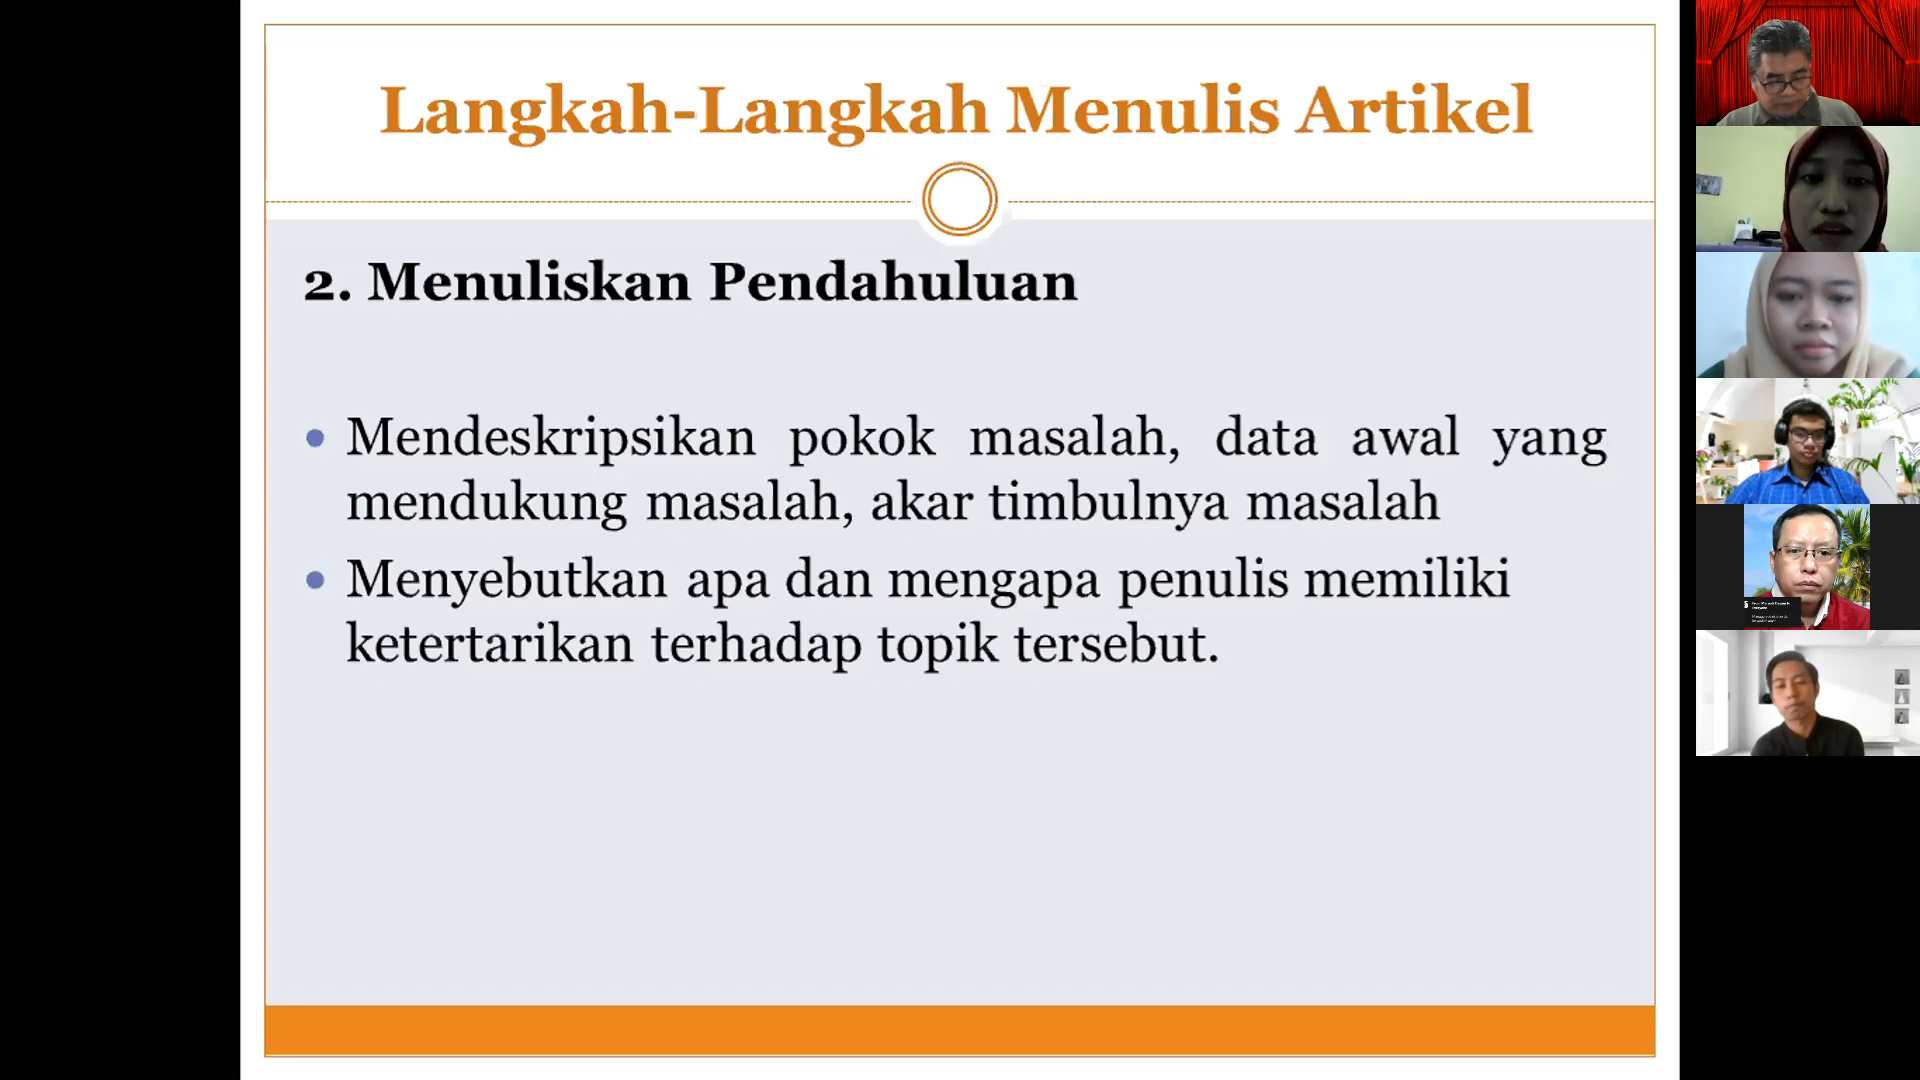 Langkah-Langkah Menulis Artikel
2. Menuliskan Pendahuluan
• Mendeskripsikan pokok masalah, data awal yang
mendukung masalah, akar timbulnya masalah
• Menyebutkan apa dan mengapa penulis memiliki
ketertarikan terhadap topik tersebut.